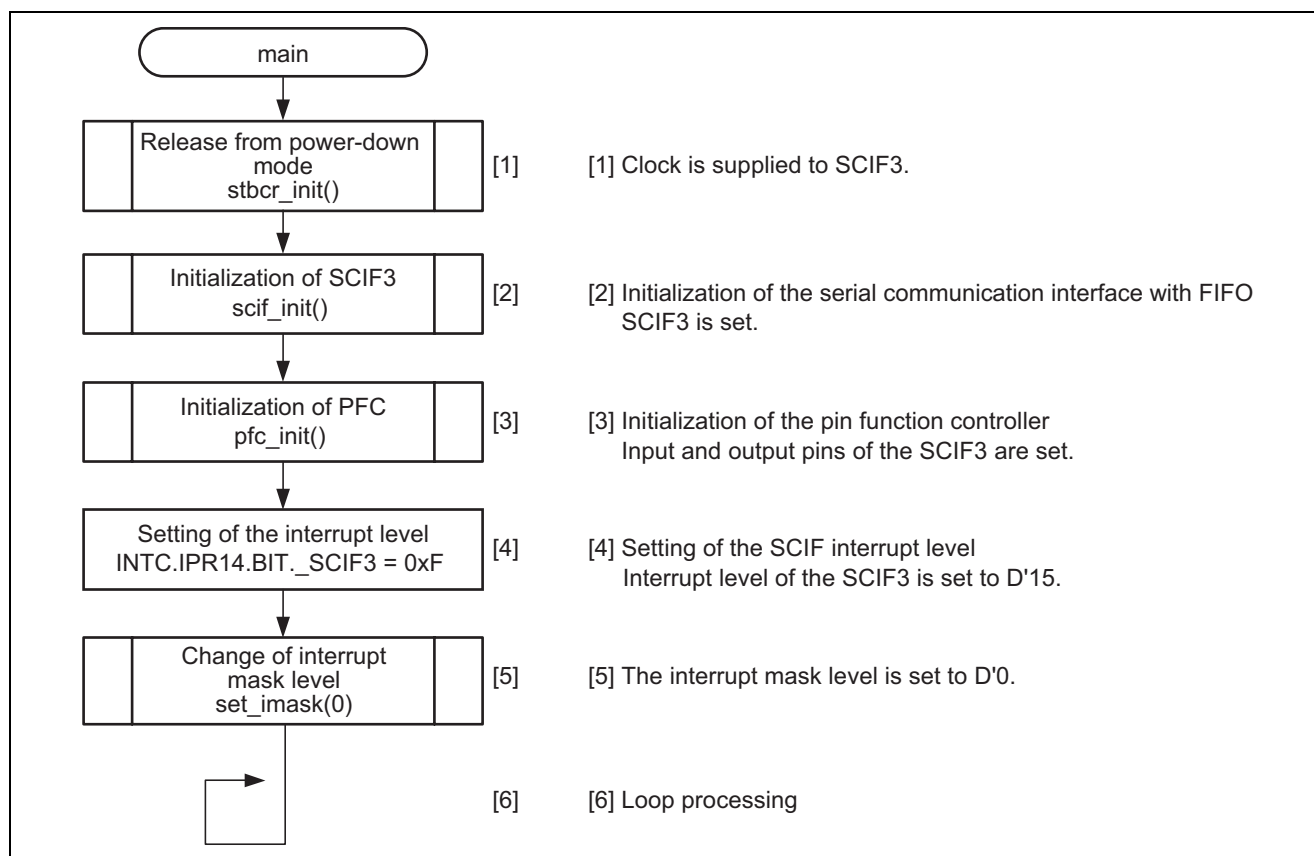 main
Release from power-down
mode
stbcr_init()
[1]
[1] Clock is supplied to SCIF3.
Initialization of SCIF3
scif_init()
[2]
[2] Initialization of the serial communication interface with FIFO
SCIF3 is set.
Initialization of PFC
pfc_init()
[3]
[3] Initialization of the pin function controller
Input and output pins of the SCIF3 are set.
Setting of the interrupt level
INTC.IPR14.BIT._SCIF3 = 0xF
[4]
[4] Setting of the SCIF interrupt level
Interrupt level of the SCIF3 is set to D'15.
Change of interrupt
mask level
set_imask(0)
[5]
[5] The interrupt mask level is set to D'0.
[6]
[6] Loop processing